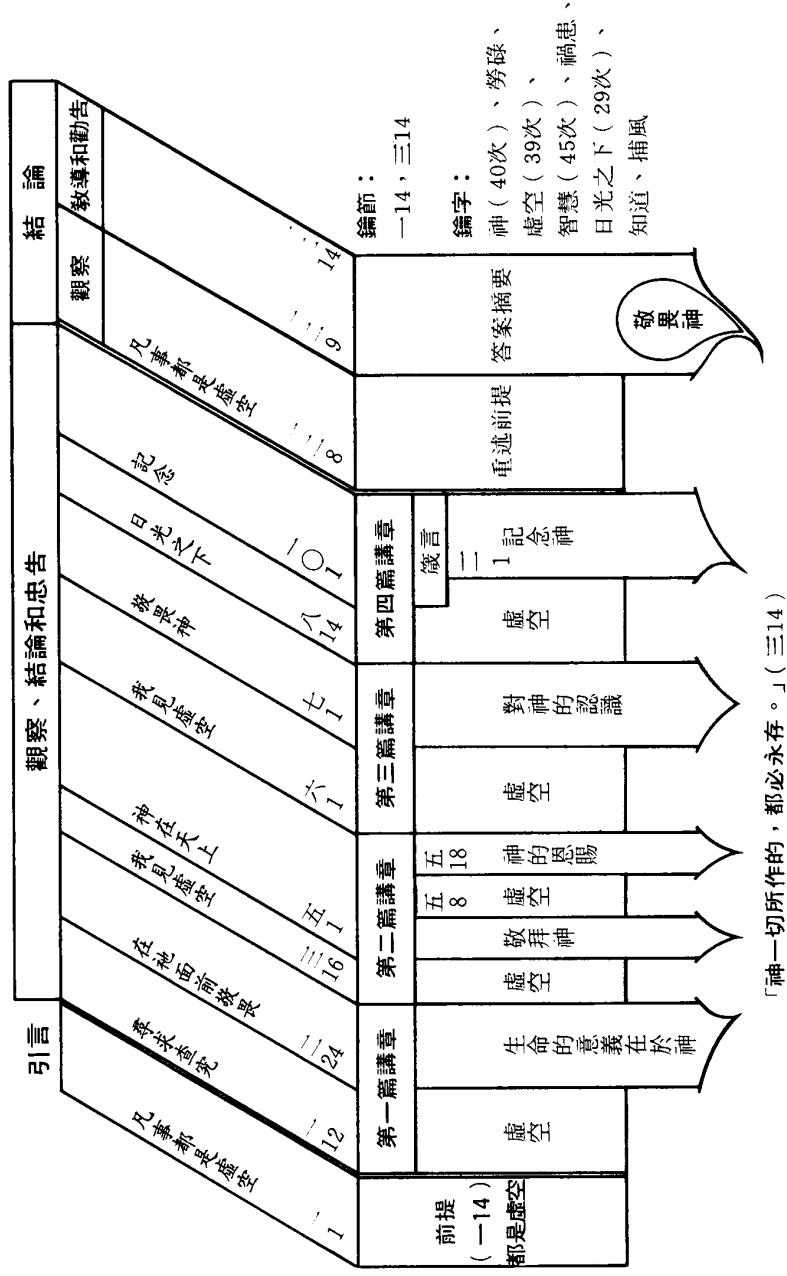 引言
觀察、結論和忠告
結論
觀察
教導和勸告
凡事都是虛空
尋求查究
在祂面前敬畏
我見虛空
神在天上
我見虛空
敬畏神
日光之下
記念
凡事都是虛空
一1
一12
二24
三16
五1
六1
七1
八14
一〇1
一二8
一二9
一二14
前提
(一14)
都是虛空
第一篇講章
虛空
生命的意義在於神
第二篇講章
虛空
敬拜神
五8
虛空
五18
神的恩賜
第三篇講章
虛空
對神的認識
第四篇講章
虛空
箴言
二1
記念神
重述前提
答案摘要
敬畏神
鑰節：
一14，三14
鑰字：
神(40次)、勞碌、
虛空(39次)、
智慧(45次)、禍患、
日光之下(29次)、
知道、捕風
「神一切所作的，都必永存。」(三14)